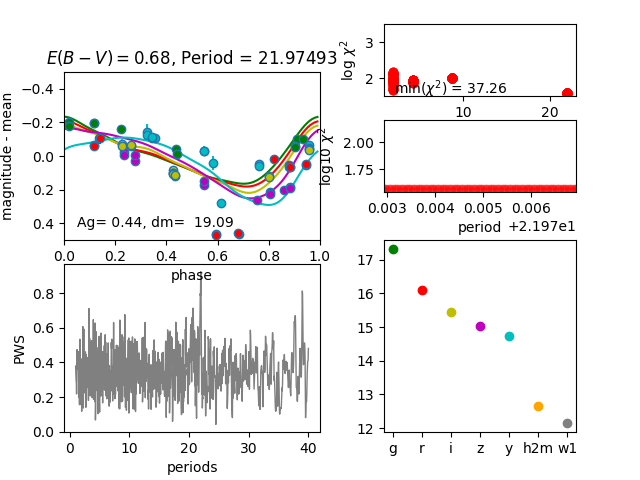 E(B − V) = 0.68, Period = 21.97493
magnitude - mean
−0.4
−0.2
0.0
0.2
0.4
Ag= 0.44, dm= 19.09
0.0 0.2 0.4 0.6 0.8 1.0
phase
log χ²
3
2
min(χ²) = 37.26
10 20
log10 χ²
2.00
1.75
0.003 0.004 0.005 0.006
period +2.197e1
PWS
0.8
0.6
0.4
0.2
0.0
0 10 20 30 40
periods
17
16
15
14
13
12
g r i z y h2m w1